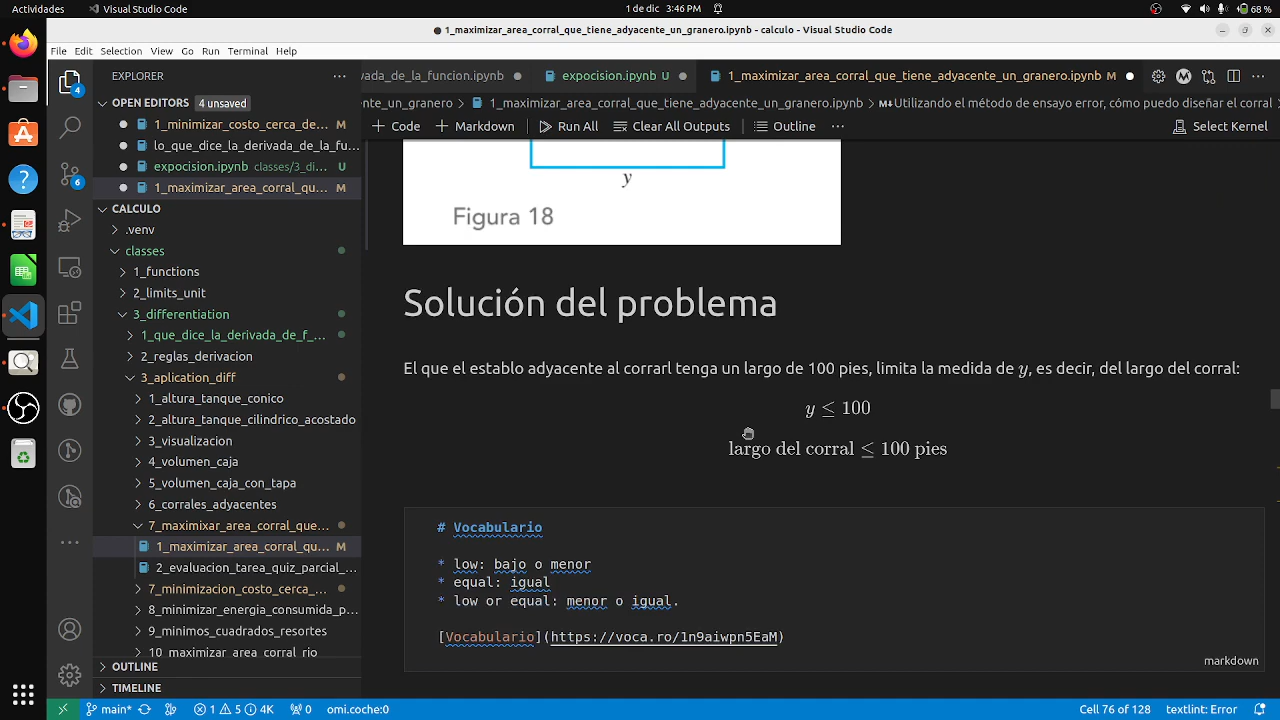 Actividades
Visual Studio Code
1 de dic 3:46 PM
68 %
1_maximizar_area_corral_que_tiene_adyacente_un_granero.ipynb - calculo - Visual Studio Code
File Edit Selection View Go Run Terminal Help
EXPLORER
OPEN EDITORS 4 unsaved
1_minimizar_costo_cerca_de... M
lo_que_dice_la_derivada_de_la_fu...
expocision.ipynb classes/3_di... U
1_maximizar_area_corral_qu... M
CALCULO
.venv
classes
1_functions
2_limits_unit
3_differentiation
1_que_dice_la_derivada_de_f_...
2_reglas_derivacion
3_aplication_diff
1_altura_tanque_conico
2_altura_tanque_cilindrico_acostado
3_visualizacion
4_volumen_caja
5_volumen_caja_con_tapa
6_corrales_adyacentes
7_maximixar_area_corral_que...
1_maximizar_area_corral_qu... M
2_evaluacion_tarea_quiz_parcial_...
7_minimizacion_costo_cerca_...
8_minimizar_energia_consumida_p...
9_minimos_cuadrados_resortes
10_maximizar_area_corral_rio
OUTLINE
TIMELINE
4
6
vada_de_la_funcion.ipynb
expocision.ipynb U
1_maximizar_area_corral_que_tiene_adyacente_un_granero.ipynb M
ente_un_granero > 1_maximizar_area_corral_que_tiene_adyacente_un_granero.ipynb > Utilizando el método de ensayo error, cómo puedo diseñar el corral
+ Code + Markdown Run All Clear All Outputs Outline ...
Select Kernel
y
Figura 18
Solución del problema
El que el establo adyacente al corrarl tenga un largo de 100 pies, limita la medida de y, es decir, del largo del corral:
y ≤ 100
largo del corral ≤ 100 pies
# Vocabulario
* low: bajo o menor
* equal: igual
* low or equal: menor o igual.
[Vocabulario](https://voca.ro/1n9aiwpn5EaM)
markdown
main* 1 5 4K 0 omi.coche:0
Cell 76 of 128 textlint: Error